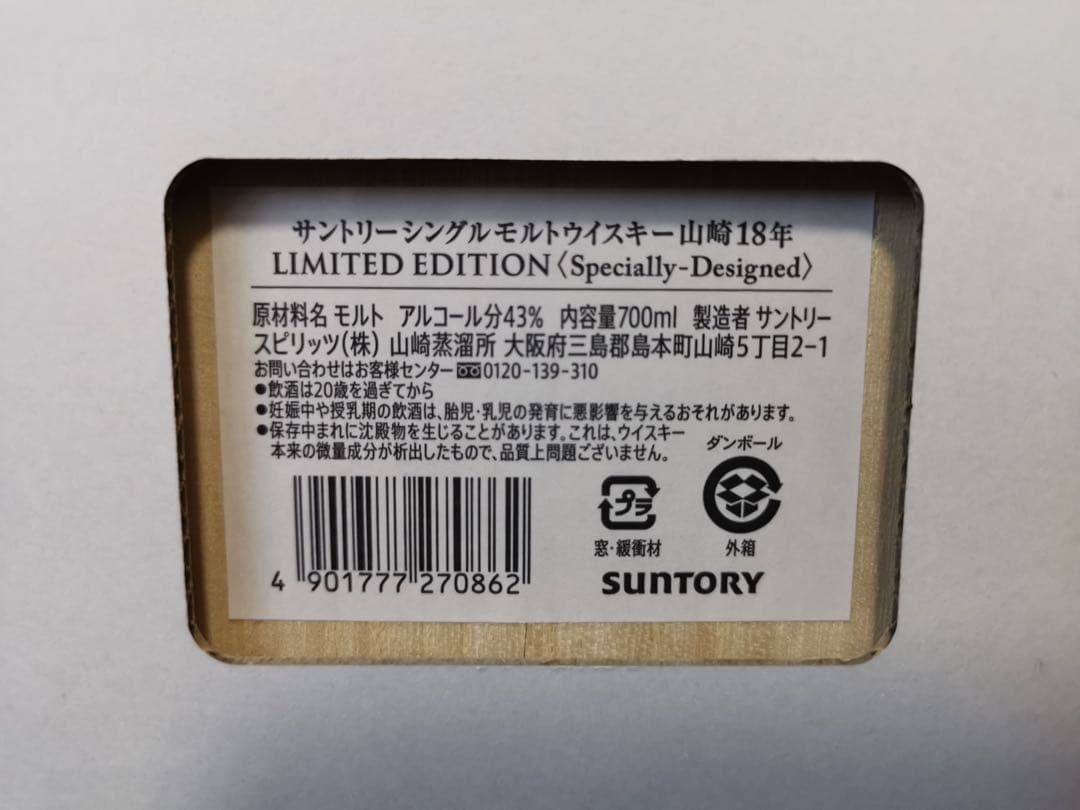 サントリーシングルモルトウイスキー山崎18年
LIMITED EDITION〈Specially-Designed〉
原材料名 モルト アルコール分43% 内容量700ml 製造者 サントリー
スピリッツ(株) 山崎蒸溜所 大阪府三島郡島本町山崎5丁目2-1
お問い合わせはお客様センター 0120-139-310
●飲酒は20歳を過ぎてから
●妊娠中や授乳期の飲酒は、胎児・乳児の発育に悪影響を与えるおそれがあります。
●保存中まれに沈殿物を生じることがあります。これは、ウイスキー
本来の微量成分が析出したもので、品質上問題ございません。
ダンボール
プラ
窓・緩衝材
外箱
4 901777 270862
SUNTORY